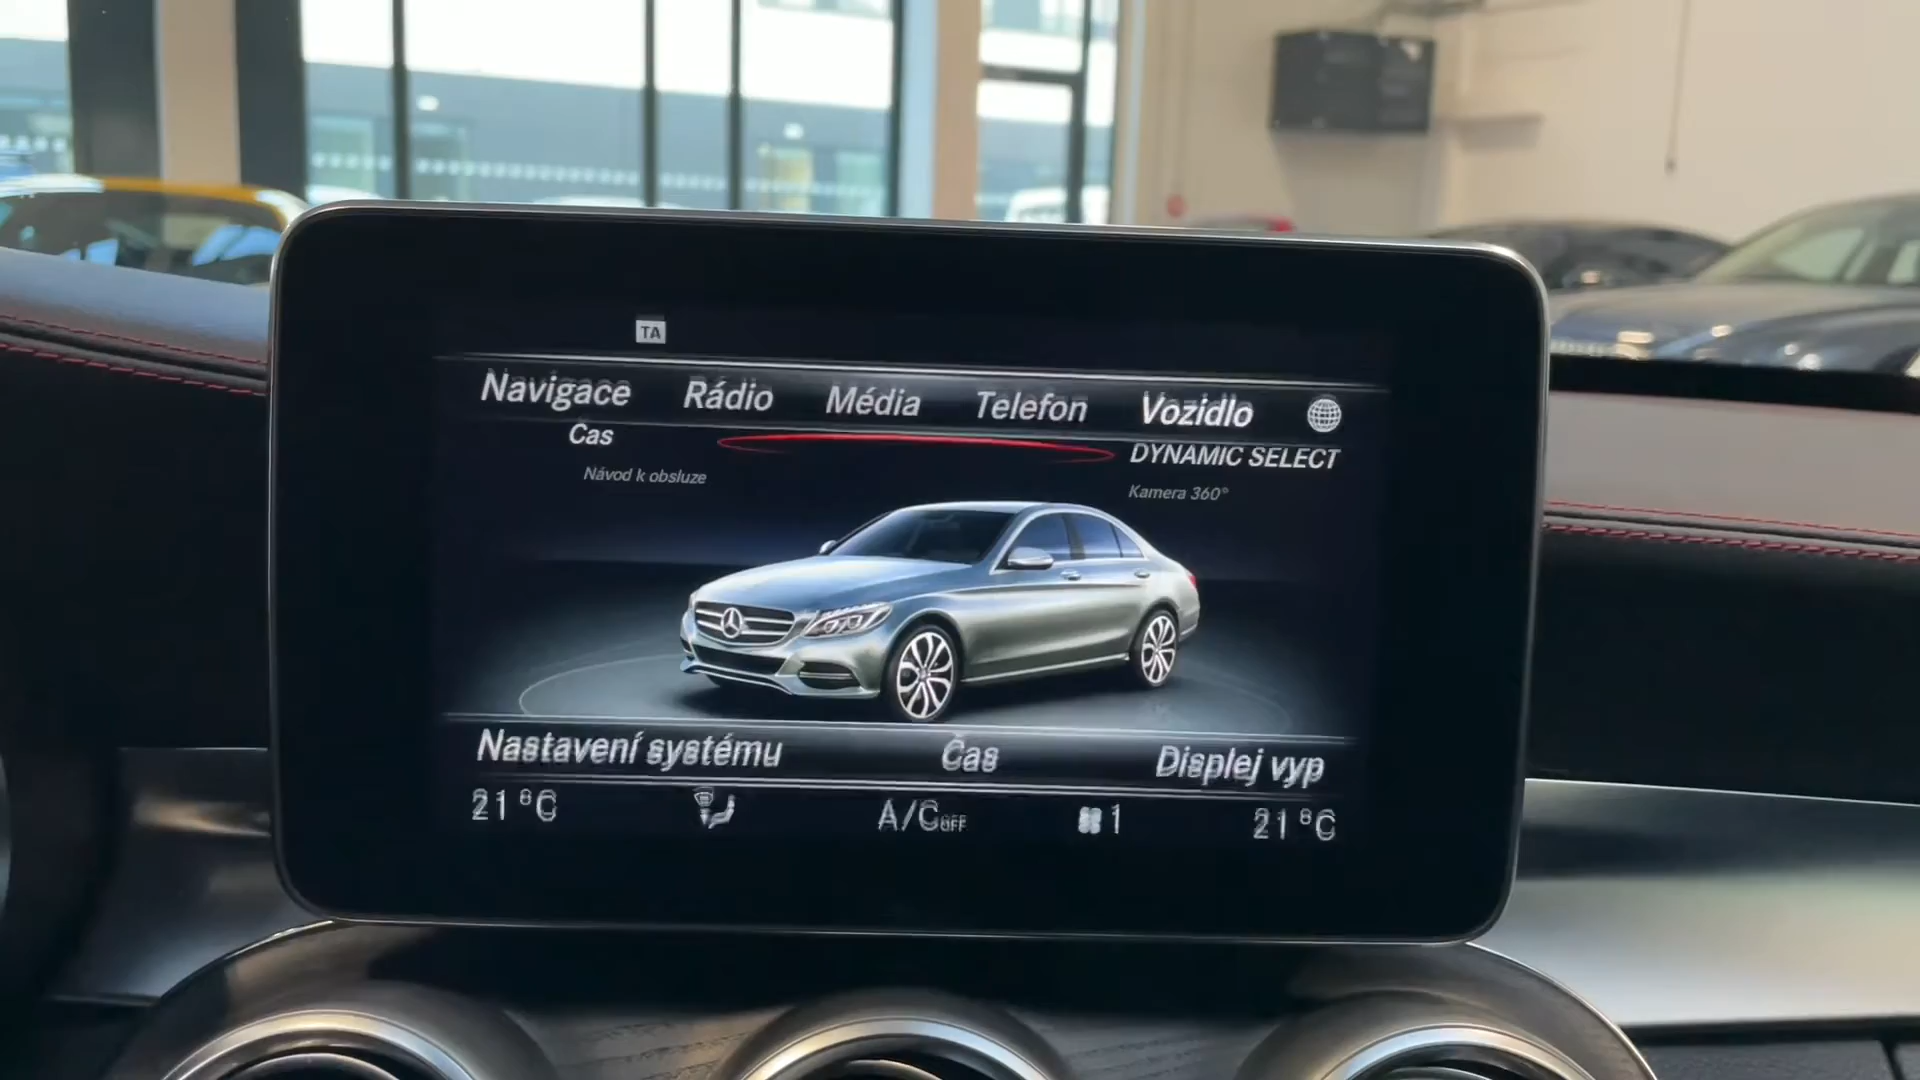 TA
Navigace Rádio Média Telefon Vozidlo
Čas DYNAMIC SELECT
Návod k obsluze Kamera 360°
Nastavení systému Čas Displej vyp
21°C A/C OFF 1 21°C